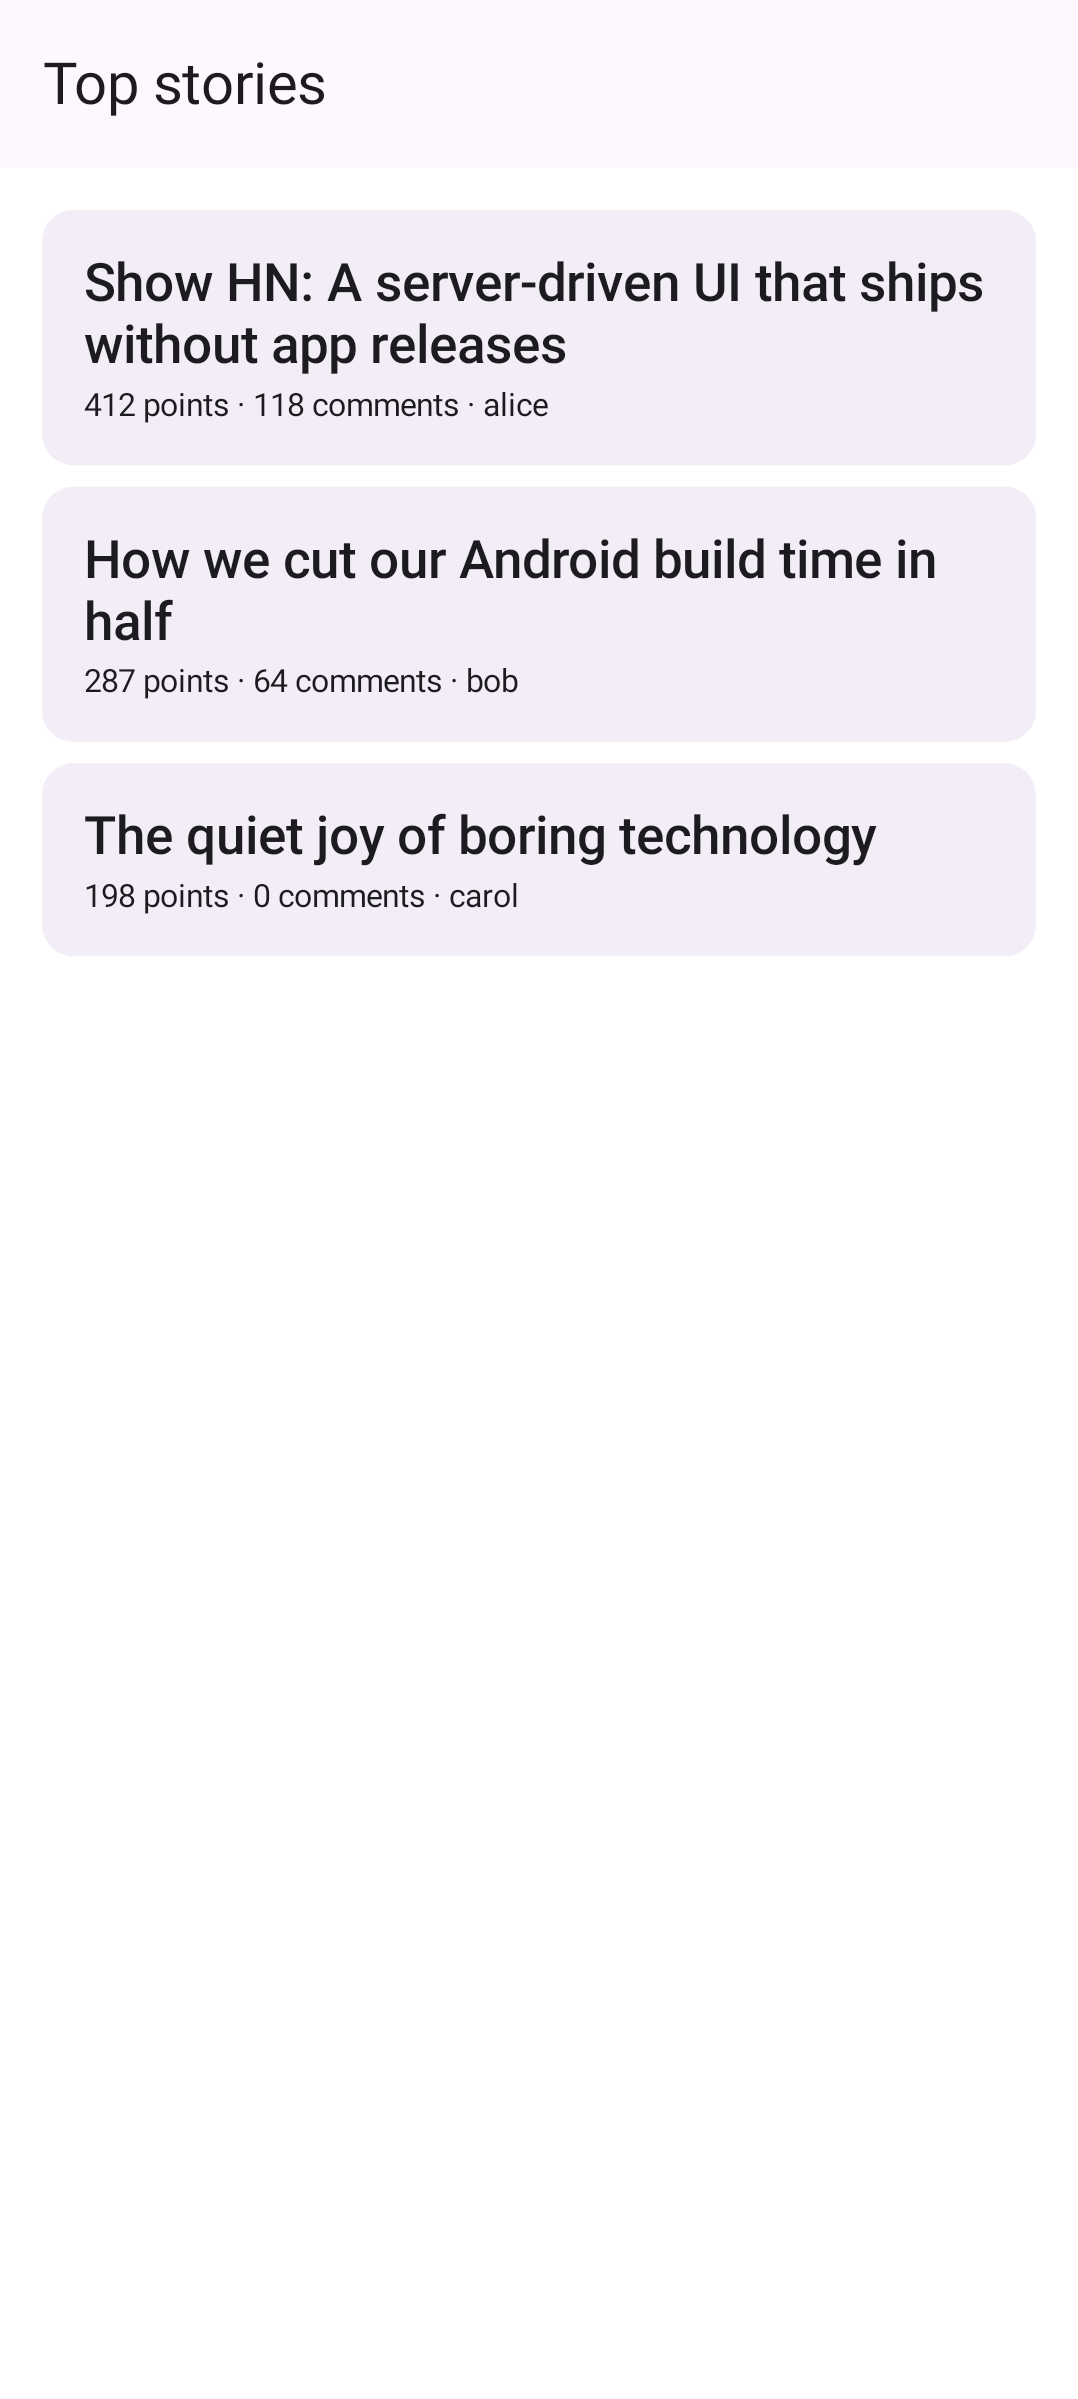 Top stories
Show HN: A server-driven UI that ships
without app releases
412 points · 118 comments · alice
How we cut our Android build time in
half
287 points · 64 comments · bob
The quiet joy of boring technology
198 points · 0 comments · carol